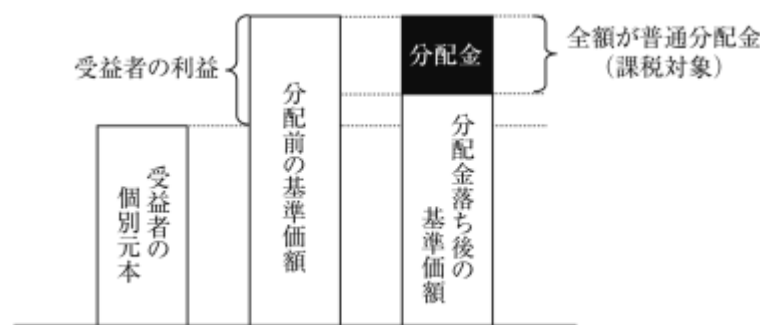 受益者の利益
分配金
全額が普通分配金
(課税対象)
受益者の
個別元本
分配前の基準価額
分配金落ち後の
基準価額